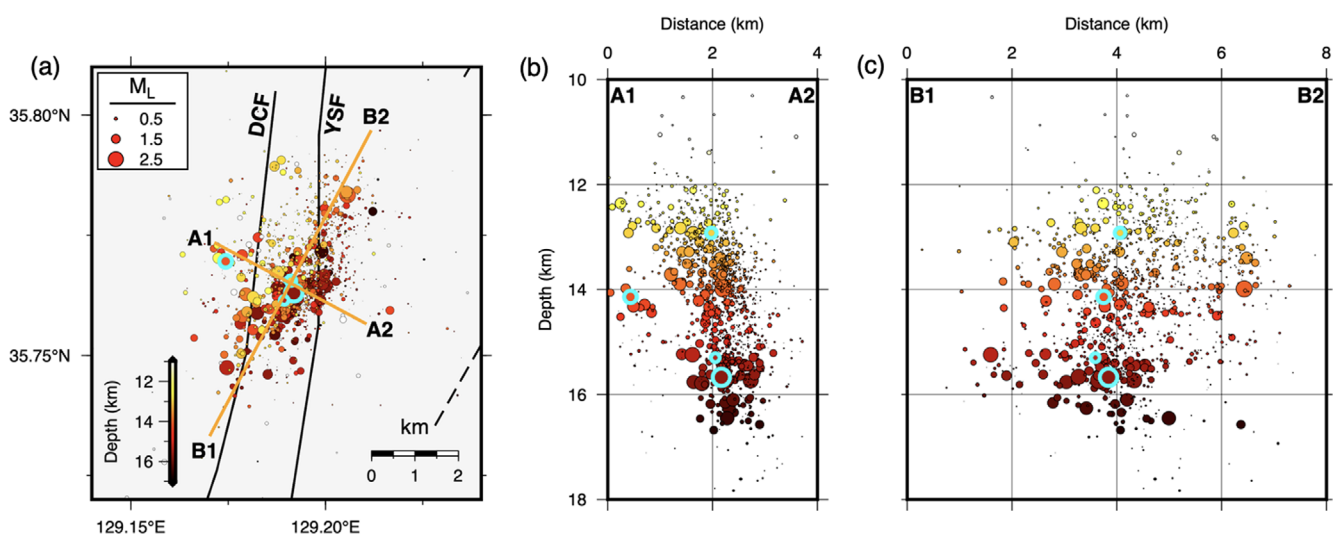 (a)
M_L
0.5
1.5
2.5
DCF
YSF
B2
A1
A2
B1
35.80°N
35.75°N
129.15°E
129.20°E
Depth (km)
12
14
16
km
0 1 2
(b)
Distance (km)
0 2 4
A1 A2
Depth (km)
10
12
14
16
18
(c)
Distance (km)
0 2 4 6 8
B1 B2